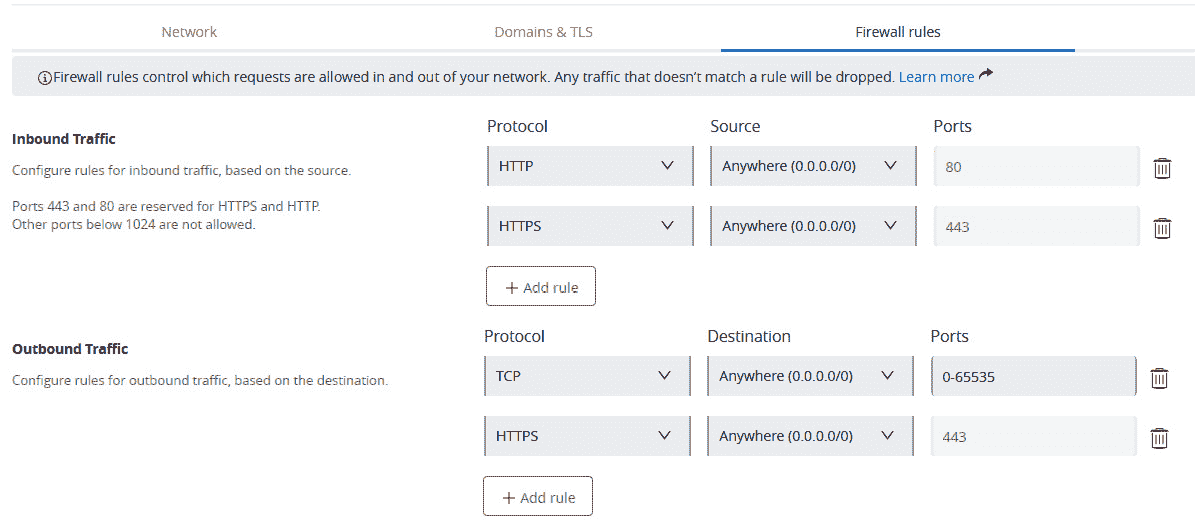 Network Domains & TLS Firewall rules
Firewall rules control which requests are allowed in and out of your network. Any traffic that doesn’t match a rule will be dropped. Learn more
Inbound Traffic
Configure rules for inbound traffic, based on the source.
Ports 443 and 80 are reserved for HTTPS and HTTP.
Other ports below 1024 are not allowed.
Protocol Source Ports
HTTP Anywhere (0.0.0.0/0) 80
HTTPS Anywhere (0.0.0.0/0) 443
+ Add rule
Outbound Traffic
Configure rules for outbound traffic, based on the destination.
Protocol Destination Ports
TCP Anywhere (0.0.0.0/0) 0-65535
HTTPS Anywhere (0.0.0.0/0) 443
+ Add rule